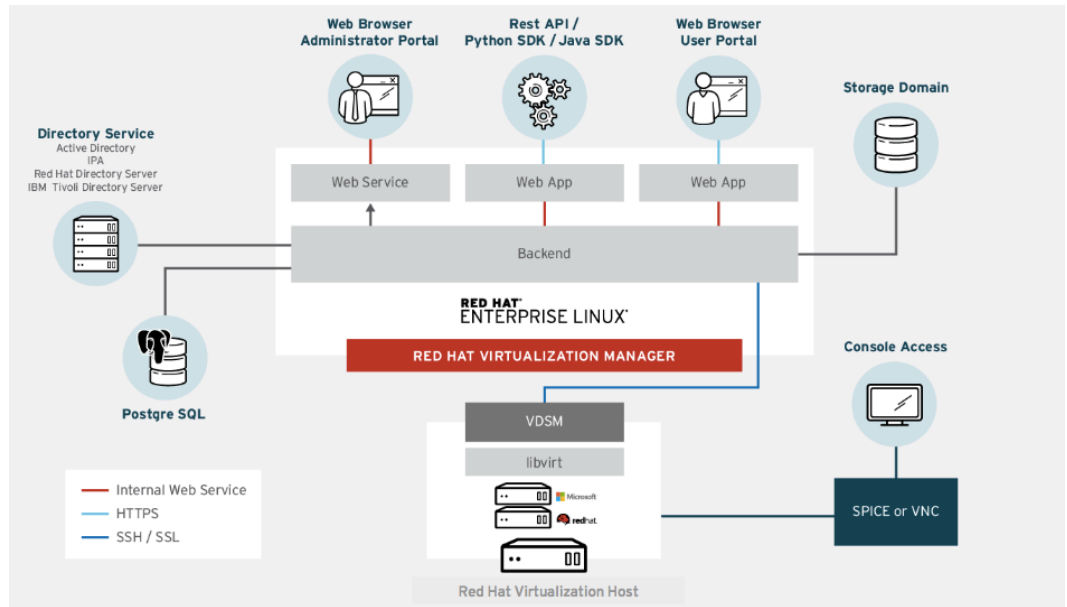 Web Browser
Administrator Portal
Rest API /
Python SDK / Java SDK
Web Browser
User Portal
Storage Domain
Directory Service
Active Directory
IPA
Red Hat Directory Server
IBM Tivoli Directory Server
Web Service
Web App
Web App
Backend
RED HAT
ENTERPRISE LINUX
RED HAT VIRTUALIZATION MANAGER
Console Access
Postgre SQL
VDSM
libvirt
Microsoft
redhat
Internal Web Service
HTTPS
SSH / SSL
SPICE or VNC
Red Hat Virtualization Host